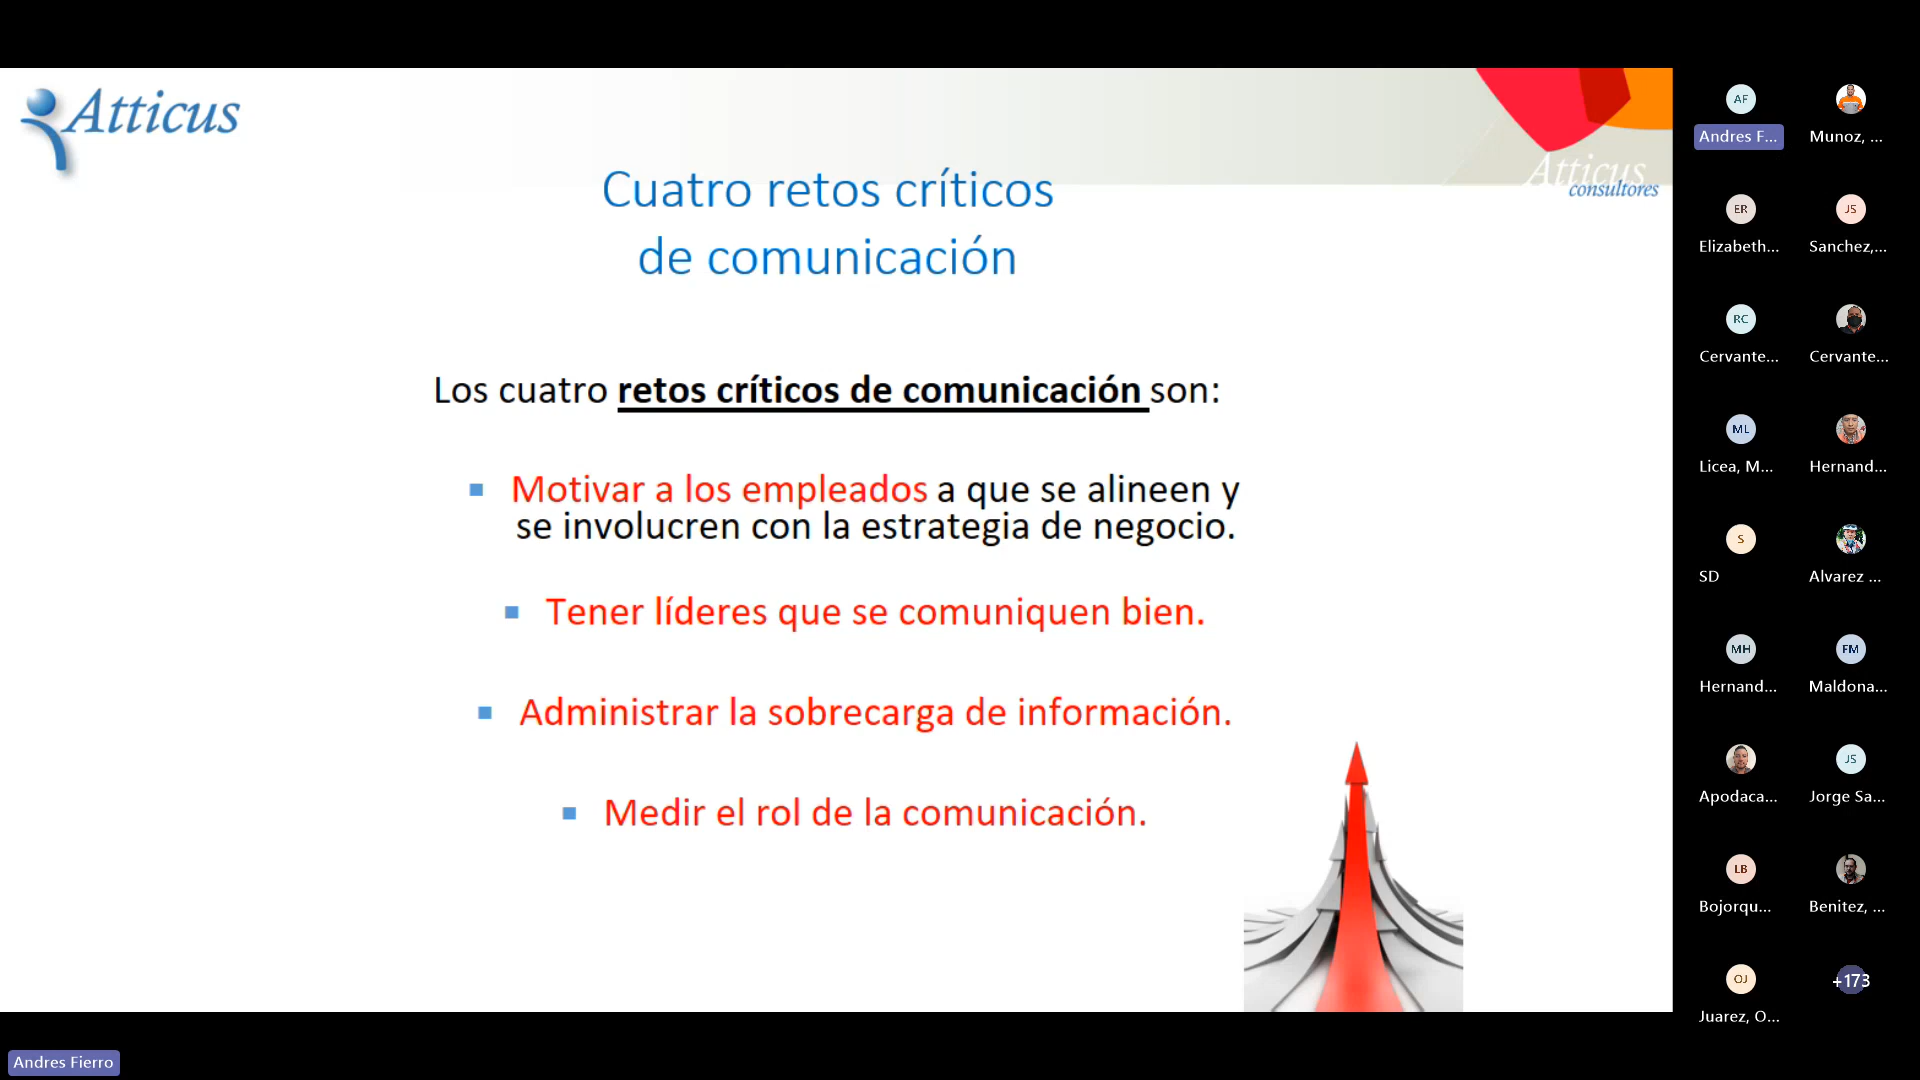 Atticus
Atticus
consultores
Cuatro retos críticos
de comunicación
Los cuatro retos críticos de comunicación son:
Motivar a los empleados a que se alineen y
se involucren con la estrategia de negocio.
Tener líderes que se comuniquen bien.
Administrar la sobrecarga de información.
Medir el rol de la comunicación.
AF
Andres F...
Munoz, ...
ER
Elizabeth...
JS
Sanchez,...
RC
Cervante...
Cervante...
ML
Licea, M...
Hernand...
S
SD
Alvarez ...
MH
Hernand...
FM
Maldona...
Apodaca...
JS
Jorge Sa...
LB
Bojorqu...
Benitez, ...
OJ
Juarez, O...
+173
Andres Fierro